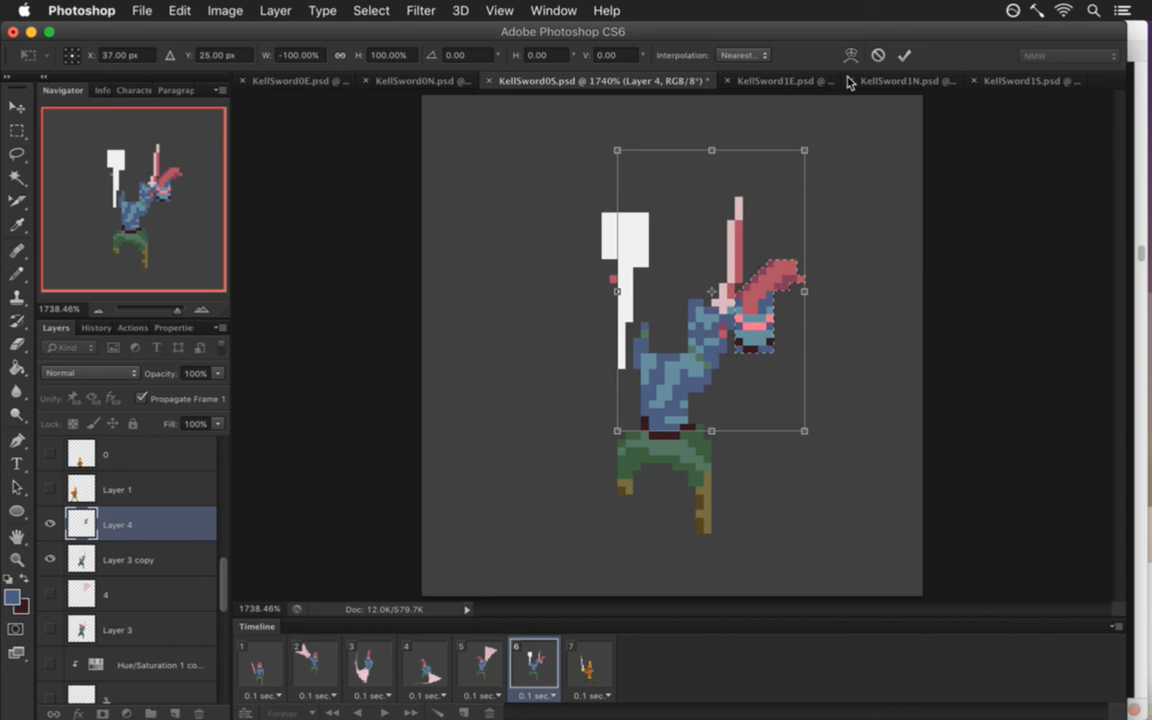 Photoshop File Edit Image Layer Type Select Filter 3D View Window Help
Adobe Photoshop CS6
X: 37.00 px Y: 25.00 px W: -100.00% H: 100.00% 0.00 H: 0.00 V: 0.00 Interpolation: Nearest... NMW
KellSword0E.psd @ ... KellSword0N.psd @... KellSword0S.psd @ 1740% (Layer 4, RGB/8*) * KellSword1E.psd @ ... KellSword1N.psd @... KellSword1S.psd @ ...
Navigator Info Characte Paragrap
1738.46%
Layers History Actions Propertie
Kind
Normal Opacity: 100%
Unify: Propagate Frame 1
Lock: Fill: 100%
0
Layer 1
Layer 4
Layer 3 copy
4
Layer 3
Hue/Saturation 1 co...
1738.46% Doc: 12.0K/579.7K
Timeline
1 2 3 4 5 6 7
0.1 sec. 0.1 sec. 0.1 sec. 0.1 sec. 0.1 sec. 0.1 sec. 0.1 sec.
Forever